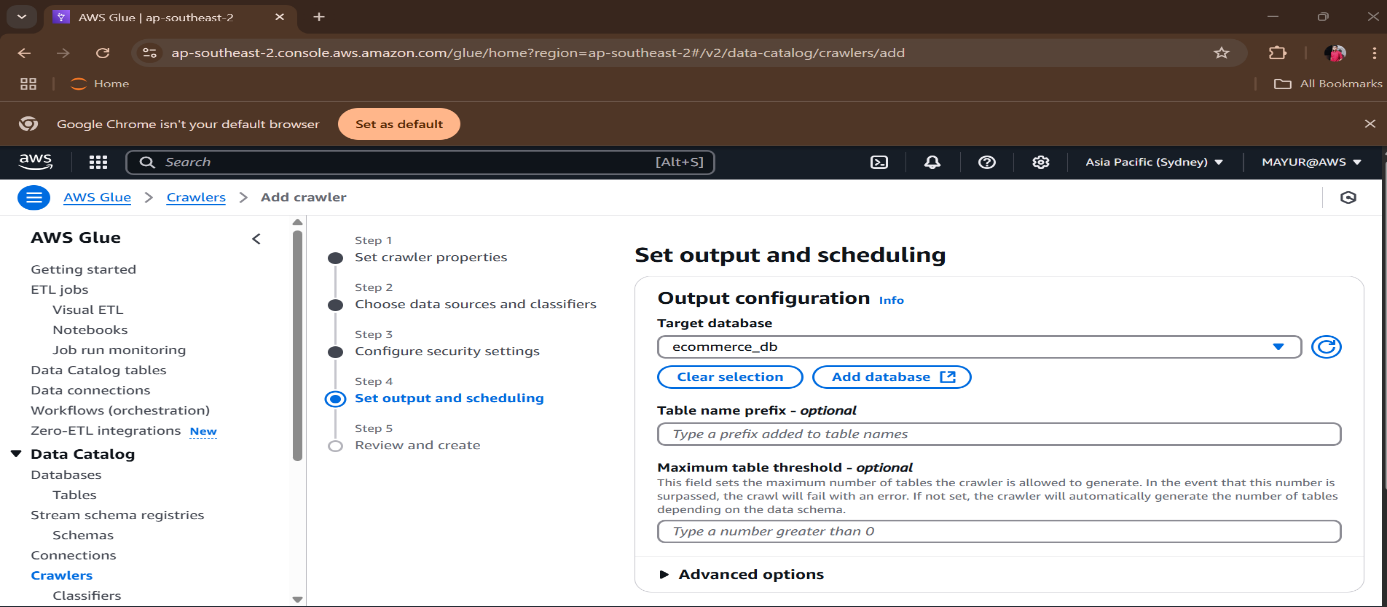 AWS Glue | ap-southeast-2
ap-southeast-2.console.aws.amazon.com/glue/home?region=ap-southeast-2#/v2/data-catalog/crawlers/add
Home
All Bookmarks
Google Chrome isn't your default browser
Set as default
aws
Search
[Alt+S]
Asia Pacific (Sydney)
MAYUR@AWS
AWS Glue > Crawlers > Add crawler
AWS Glue
Getting started
ETL jobs
Visual ETL
Notebooks
Job run monitoring
Data Catalog tables
Data connections
Workflows (orchestration)
Zero-ETL integrations New
Data Catalog
Databases
Tables
Stream schema registries
Schemas
Connections
Crawlers
Classifiers
Step 1
Set crawler properties
Step 2
Choose data sources and classifiers
Step 3
Configure security settings
Step 4
Set output and scheduling
Step 5
Review and create
Set output and scheduling
Output configuration Info
Target database
ecommerce_db
Clear selection
Add database
Table name prefix - optional
Type a prefix added to table names
Maximum table threshold - optional
This field sets the maximum number of tables the crawler is allowed to generate. In the event that this number is
surpassed, the crawl will fail with an error. If not set, the crawler will automatically generate the number of tables
depending on the data schema.
Type a number greater than 0
Advanced options